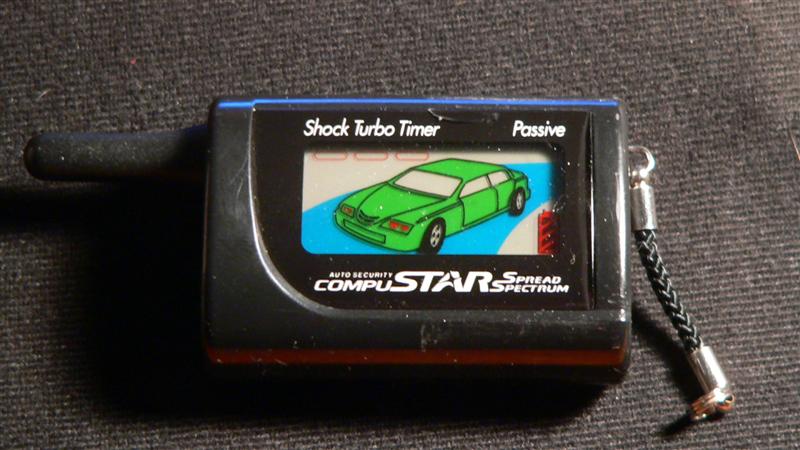 Shock Turbo Timer Passive
AUTO SECURITY
COMPUSTAR SPREAD SPECTRUM